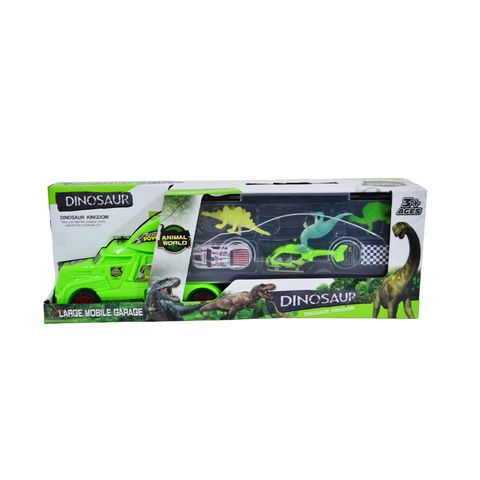 DINOSAUR
DINOSAUR KINGDOM
3+
AGES
ANIMAL
WORLD
DINOSAUR
DINOSAUR KINGDOM
LARGE MOBILE GARAGE